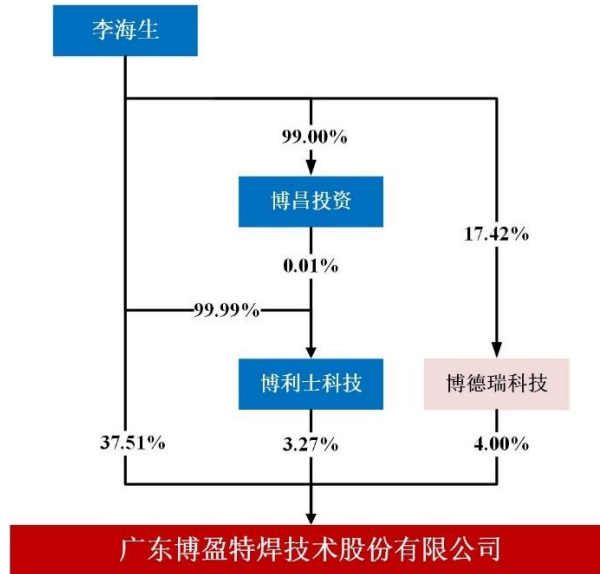 李海生
99.00%
博昌投资
17.42%
0.01%
99.99%
博利士科技
博德瑞科技
37.51%
3.27%
4.00%
广东博盈特焊技术股份有限公司